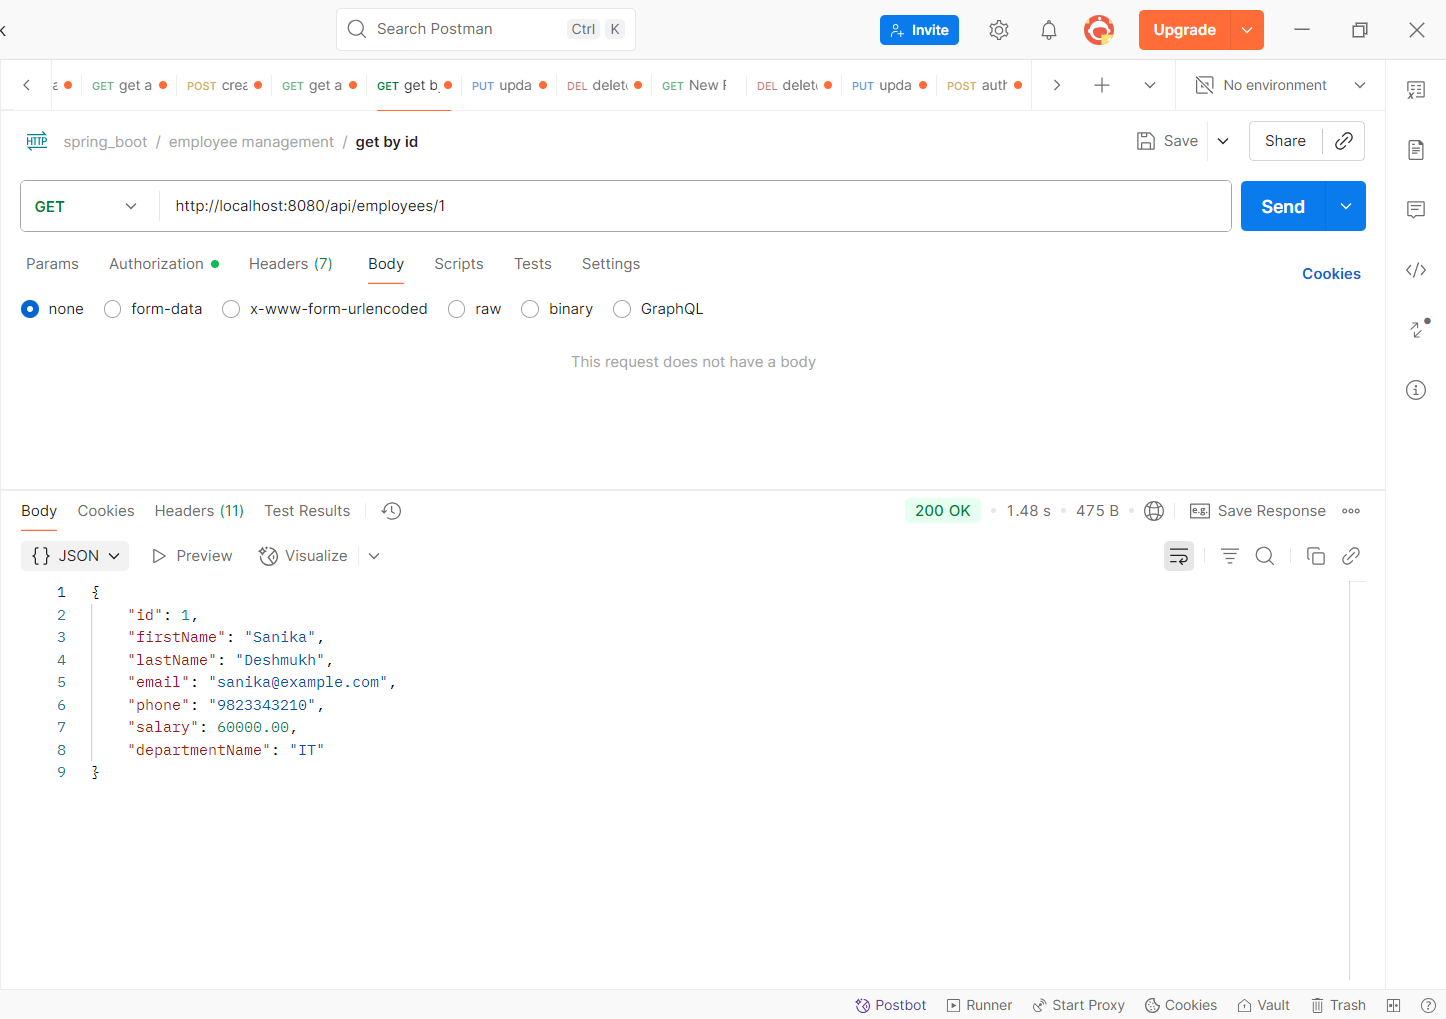 Search Postman Ctrl K Invite Upgrade
GET get a POST crea GET get a GET get b PUT upda DEL delet GET New DEL delet PUT upda POST auth No environment
HTTP spring_boot / employee management / get by id Save Share
GET http://localhost:8080/api/employees/1 Send
Params Authorization Headers (7) Body Scripts Tests Settings Cookies
none form-data x-www-form-urlencoded raw binary GraphQL
This request does not have a body
Body Cookies Headers (11) Test Results 200 OK 1.48 s 475 B e.g. Save Response
{} JSON Preview Visualize
1 {
2 "id": 1,
3 "firstName": "Sanika",
4 "lastName": "Deshmukh",
5 "email": "sanika@example.com",
6 "phone": "9823343210",
7 "salary": 60000.00,
8 "departmentName": "IT"
9 }
Postbot Runner Start Proxy Cookies Vault Trash